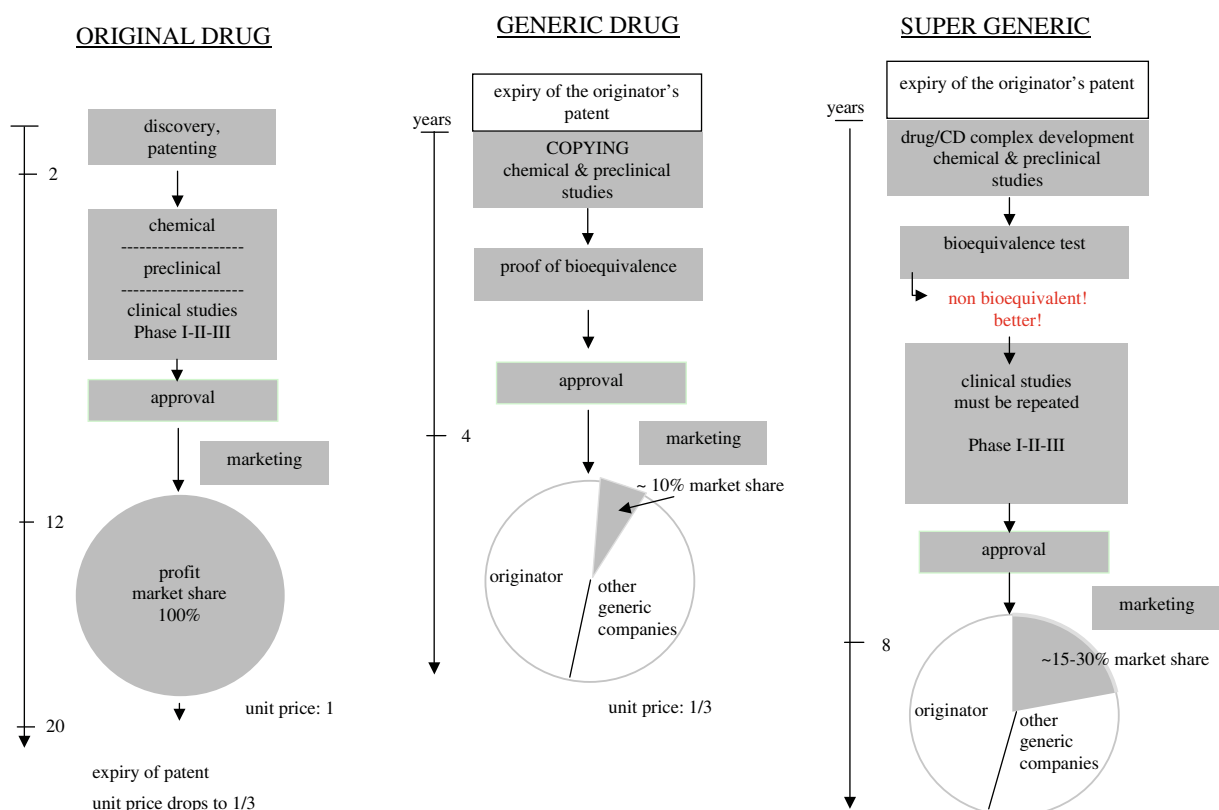 ORIGINAL DRUG
discovery,
patenting
2
chemical
--------------------
preclinical
--------------------
clinical studies
Phase I-II-III
approval
marketing
12
profit
market share
100%
unit price: 1
20
expiry of patent
unit price drops to 1/3
GENERIC DRUG
expiry of the originator's
patent
years
COPYING
chemical & preclinical
studies
proof of bioequivalence
approval
4
marketing
~ 10% market share
originator
other
generic
companies
unit price: 1/3
SUPER GENERIC
expiry of the originator's patent
years
drug/CD complex development
chemical & preclinical
studies
bioequivalence test
non bioequivalent!
better!
clinical studies
must be repeated
Phase I-II-III
approval
marketing
8
~15-30% market share
originator
other
generic
companies